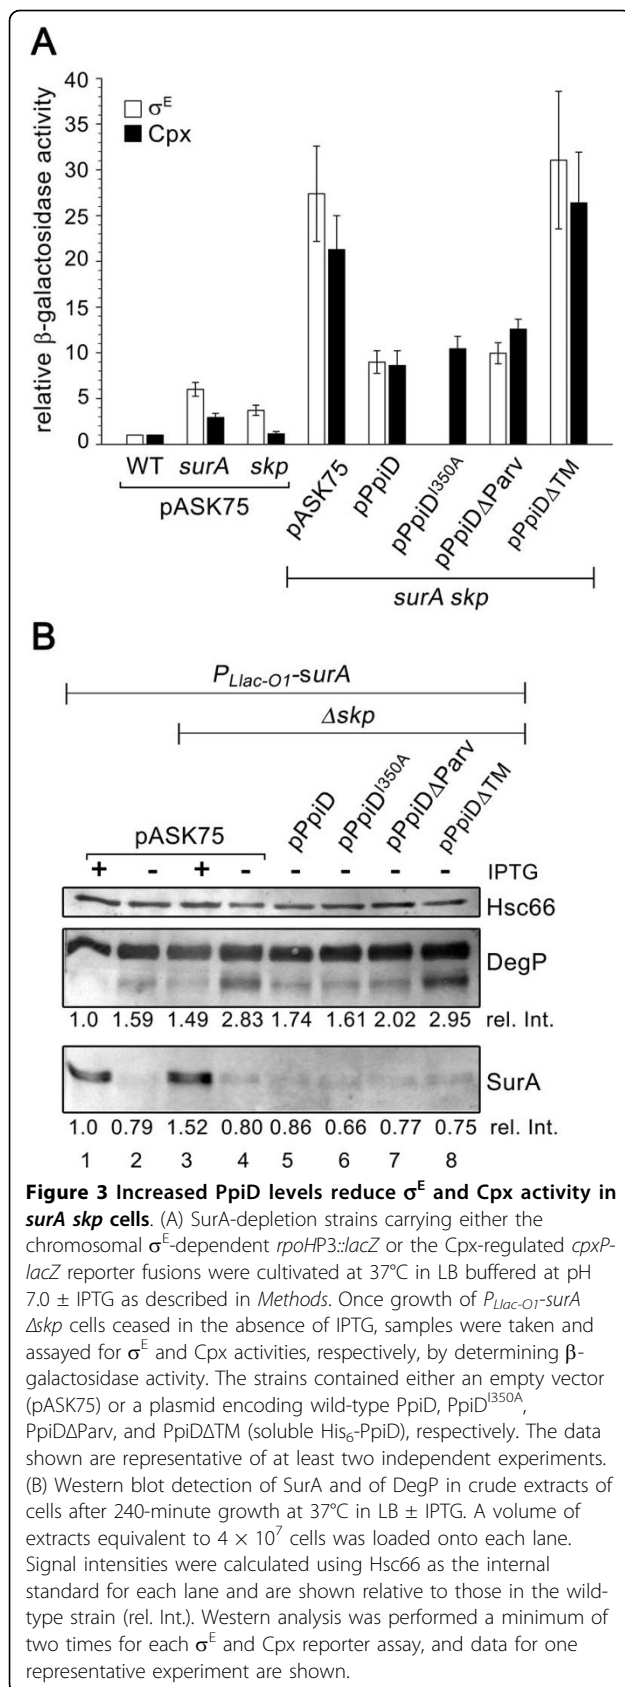 A
40
35
30
25
20
15
10
5
0
relative β-galactosidase activity
σE
Cpx
WT surA skp
pASK75
pASK75 pPpiD pPpiDI350A pPpiDΔParv pPpiDΔTM
surA skp
B
PLlac-O1-surA
Δskp
pASK75 pPpiD pPpiDI350A pPpiDΔParv pPpiDΔTM
+ - + - - - - - IPTG
Hsc66
DegP
1.0 1.59 1.49 2.83 1.74 1.61 2.02 2.95 rel. Int.
SurA
1.0 0.79 1.52 0.80 0.86 0.66 0.77 0.75 rel. Int.
1 2 3 4 5 6 7 8
Figure 3 Increased PpiD levels reduce σE and Cpx activity in
surA skp cells. (A) SurA-depletion strains carrying either the
chromosomal σE-dependent rpoHP3::lacZ or the Cpx-regulated cpxP-
lacZ reporter fusions were cultivated at 37°C in LB buffered at pH
7.0 ± IPTG as described in Methods. Once growth of PLlac-O1-surA
Δskp cells ceased in the absence of IPTG, samples were taken and
assayed for σE and Cpx activities, respectively, by determining β-
galactosidase activity. The strains contained either an empty vector
(pASK75) or a plasmid encoding wild-type PpiD, PpiDI350A,
PpiDΔParv, and PpiDΔTM (soluble His6-PpiD), respectively. The data
shown are representative of at least two independent experiments.
(B) Western blot detection of SurA and of DegP in crude extracts of
cells after 240-minute growth at 37°C in LB ± IPTG. A volume of
extracts equivalent to 4 × 107 cells was loaded onto each lane.
Signal intensities were calculated using Hsc66 as the internal
standard for each lane and are shown relative to those in the wild-
type strain (rel. Int.). Western analysis was performed a minimum of
two times for each σE and Cpx reporter assay, and data for one
representative experiment are shown.